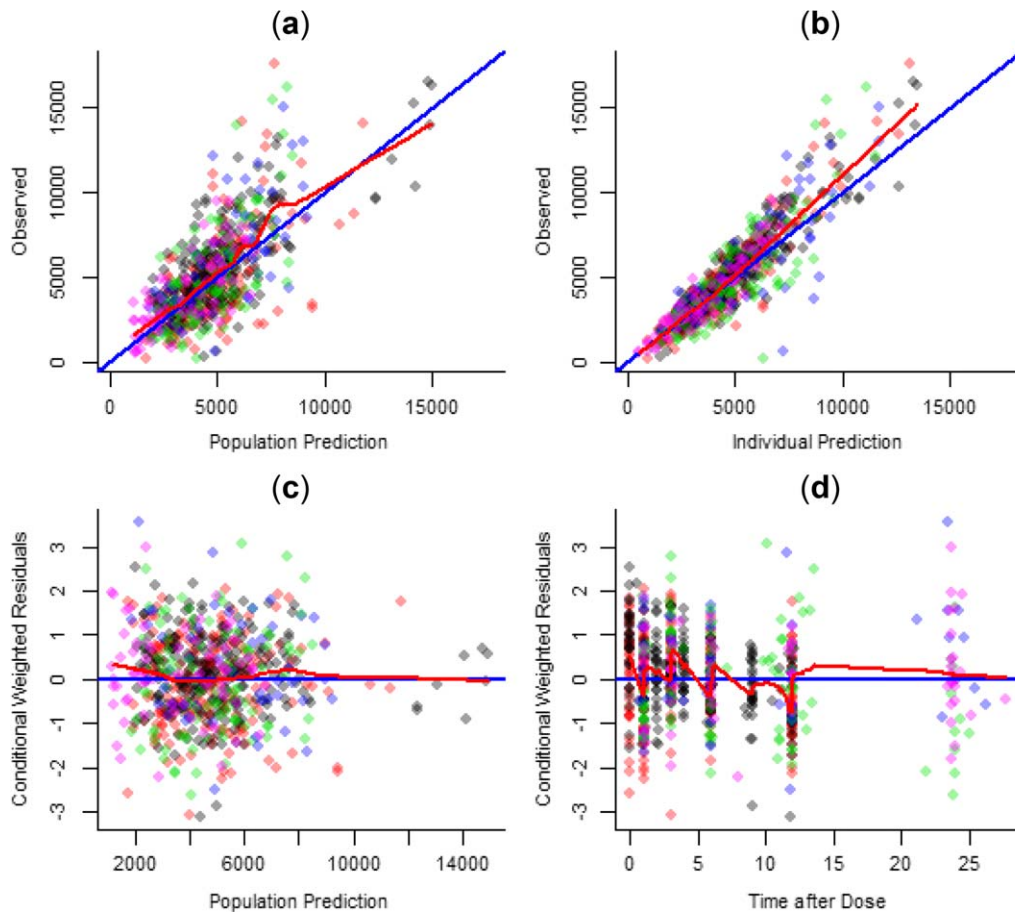 (a)
15000
10000
5000
0
Observed
0 5000 10000 15000
Population Prediction
(b)
15000
10000
5000
0
Observed
0 5000 10000 15000
Individual Prediction
(c)
3
2
1
0
-1
-2
-3
Conditional Weighted Residuals
2000 6000 10000 14000
Population Prediction
(d)
3
2
1
0
-1
-2
-3
Conditional Weighted Residuals
0 5 10 15 20 25
Time after Dose